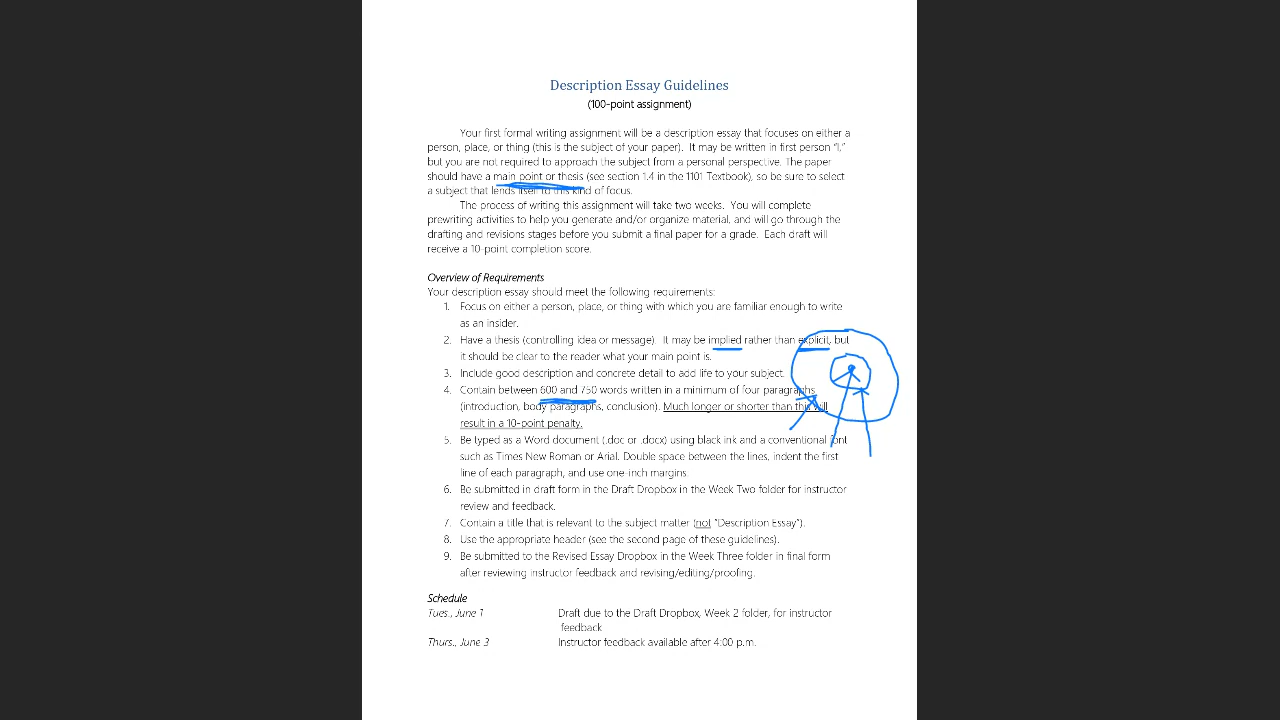 Description Essay Guidelines
(100-point assignment)
Your first formal writing assignment will be a description essay that focuses on either a
person, place, or thing (this is the subject of your paper). It may be written in first person "I,"
but you are not required to approach the subject from a personal perspective. The paper
should have a main point or thesis (see section 1.4 in the 1101 Textbook), so be sure to select
a subject that lends itself to this kind of focus.
The process of writing this assignment will take two weeks. You will complete
prewriting activities to help you generate and/or organize material, and will go through the
drafting and revisions stages before you submit a final paper for a grade. Each draft will
receive a 10-point completion score.
Overview of Requirements
Your description essay should meet the following requirements:
1. Focus on either a person, place, or thing with which you are familiar enough to write
as an insider.
2. Have a thesis (controlling idea or message). It may be implied rather than explicit, but
it should be clear to the reader what your main point is.
3. Include good description and concrete detail to add life to your subject.
4. Contain between 600 and 750 words written in a minimum of four paragraphs
(introduction, body paragraphs, conclusion). Much longer or shorter than this will
result in a 10-point penalty.
5. Be typed as a Word document (.doc or .docx) using black ink and a conventional font
such as Times New Roman or Arial. Double space between the lines, indent the first
line of each paragraph, and use one-inch margins.
6. Be submitted in draft form in the Draft Dropbox in the Week Two folder for instructor
review and feedback.
7. Contain a title that is relevant to the subject matter (not "Description Essay").
8. Use the appropriate header (see the second page of these guidelines).
9. Be submitted to the Revised Essay Dropbox in the Week Three folder in final form
after reviewing instructor feedback and revising/editing/proofing.
Schedule
Tues., June 1 Draft due to the Draft Dropbox, Week 2 folder, for instructor
feedback
Thurs., June 3 Instructor feedback available after 4:00 p.m.